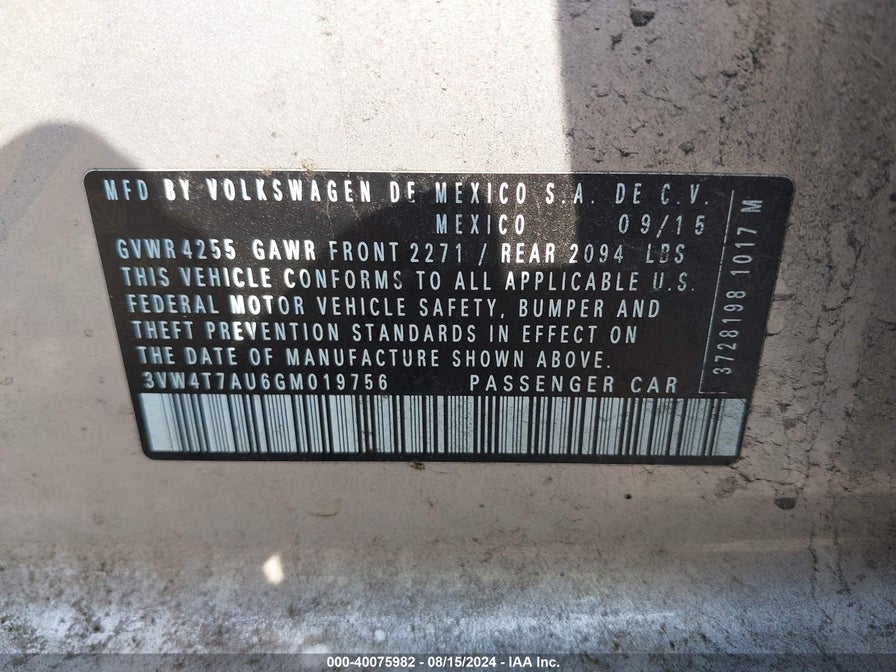 MFD BY VOLKSWAGEN DE MEXICO S.A. DE C.V.
MEXICO 09/15
GVWR 4255 GAWR FRONT 2271 / REAR 2094 LBS
THIS VEHICLE CONFORMS TO ALL APPLICABLE U.S.
FEDERAL MOTOR VEHICLE SAFETY, BUMPER AND
THEFT PREVENTION STANDARDS IN EFFECT ON
THE DATE OF MANUFACTURE SHOWN ABOVE.
3VW4T7AU6GM019756 PASSENGER CAR
3728198 1017 M
000-40075982 - 08/15/2024 - IAA Inc.